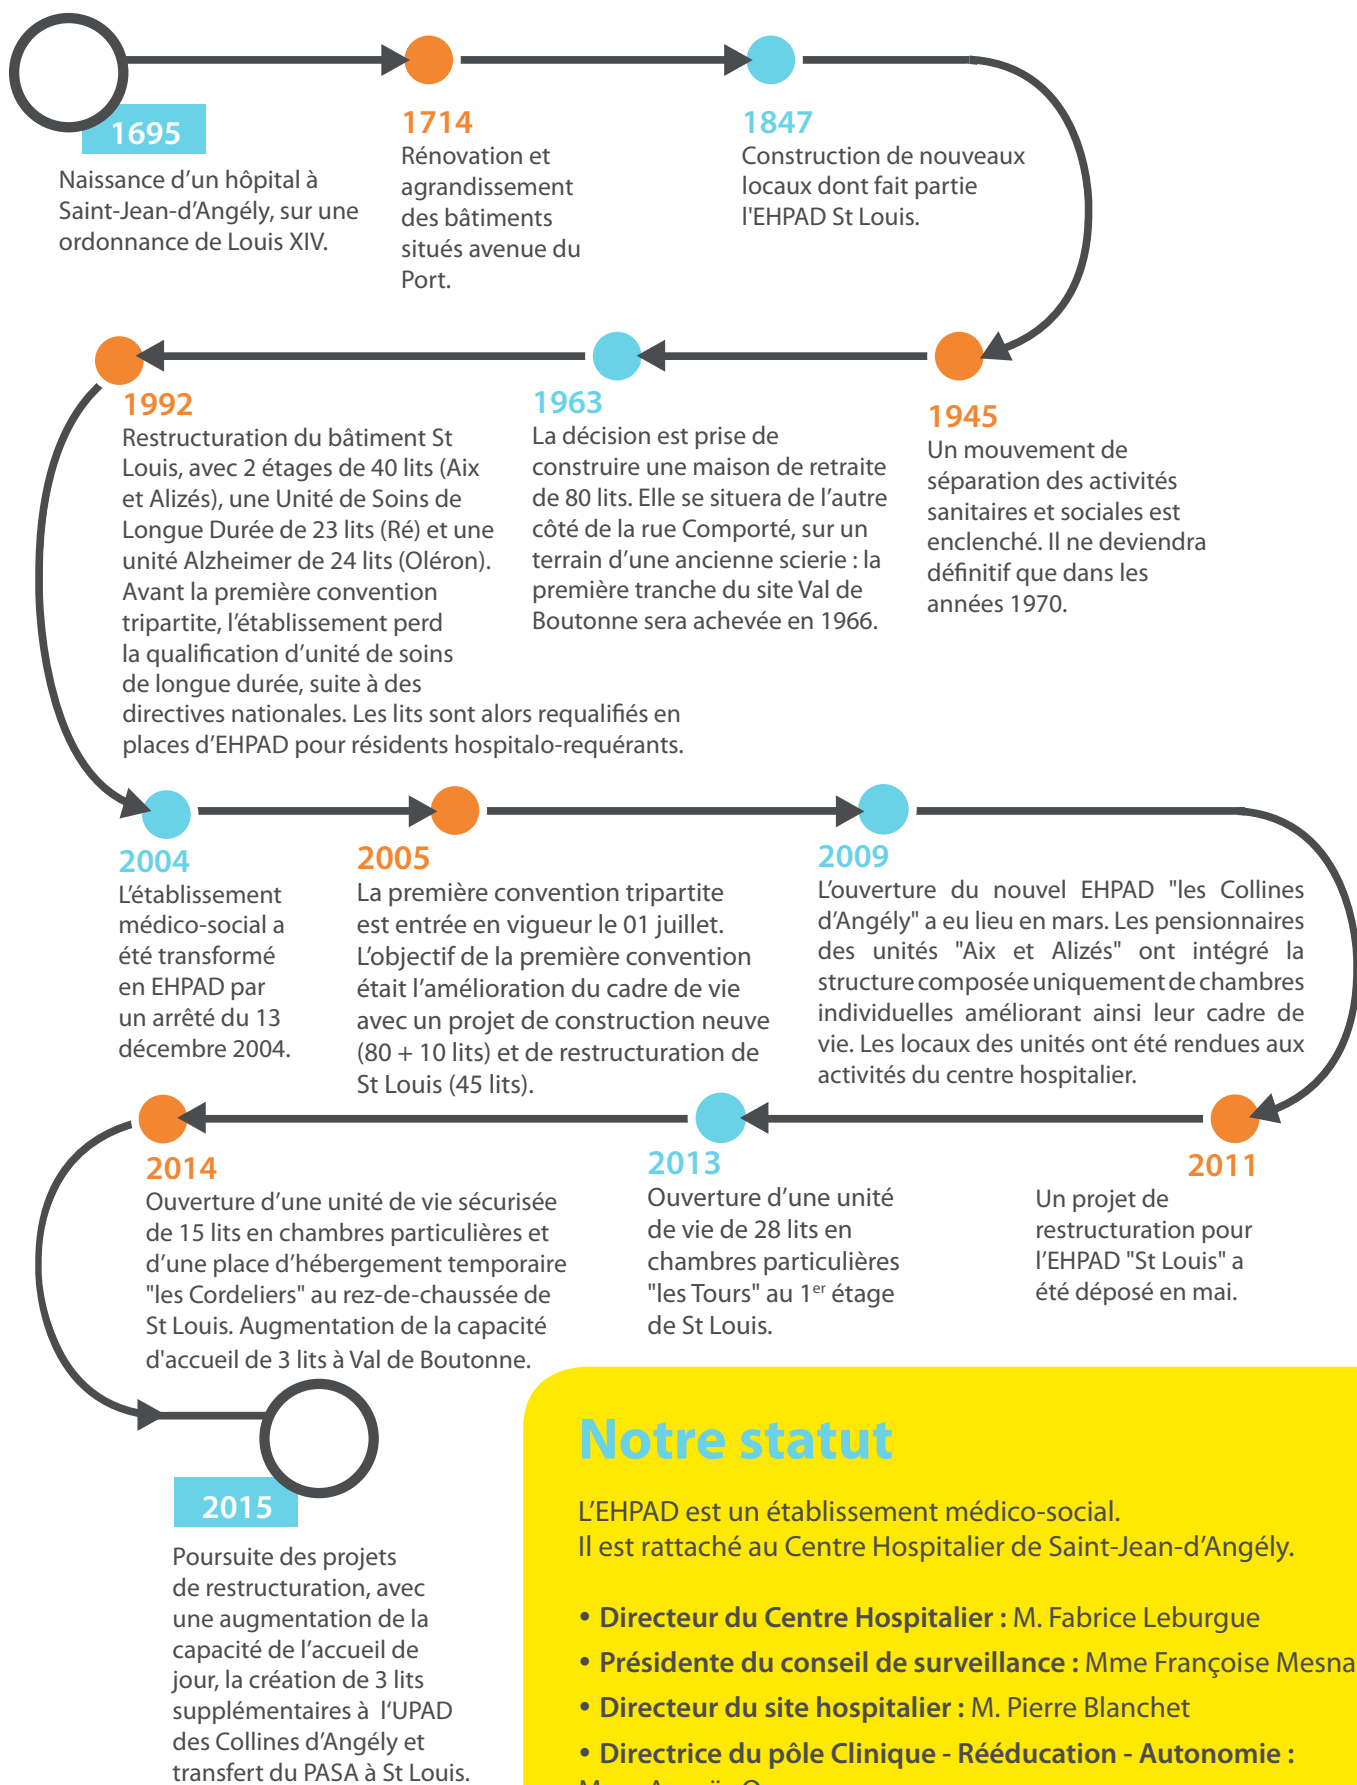 1695
Naissance d’un hôpital à
Saint-Jean-d’Angély, sur une
ordonnance de Louis XIV.
1714
Rénovation et
agrandissement
des bâtiments
situés avenue du
Port.
1847
Construction de nouveaux
locaux dont fait partie
l'EHPAD St Louis.
1945
Un mouvement de
séparation des activités
sanitaires et sociales est
enclenché. Il ne deviendra
définitif que dans les
années 1970.
1963
La décision est prise de
construire une maison de retraite
de 80 lits. Elle se situera de l’autre
côté de la rue Comporté, sur un
terrain d’une ancienne scierie : la
première tranche du site Val de
Boutonne sera achevée en 1966.
1992
Restructuration du bâtiment St
Louis, avec 2 étages de 40 lits (Aix
et Alizés), une Unité de Soins de
Longue Durée de 23 lits (Ré) et une
unité Alzheimer de 24 lits (Oléron).
Avant la première convention
tripartite, l’établissement perd
la qualification d’unité de soins
de longue durée, suite à des
directives nationales. Les lits sont alors requalifiés en
places d’EHPAD pour résidents hospitalo-requérants.
2004
L’établissement
médico-social a
été transformé
en EHPAD par
un arrêté du 13
décembre 2004.
2005
La première convention tripartite
est entrée en vigueur le 01 juillet.
L’objectif de la première convention
était l’amélioration du cadre de vie
avec un projet de construction neuve
(80 + 10 lits) et de restructuration de
St Louis (45 lits).
2009
L’ouverture du nouvel EHPAD "les Collines
d’Angély" a eu lieu en mars. Les pensionnaires
des unités "Aix et Alizés" ont intégré la
structure composée uniquement de chambres
individuelles améliorant ainsi leur cadre de
vie. Les locaux des unités ont été rendues aux
activités du centre hospitalier.
2011
Un projet de
restructuration pour
l’EHPAD "St Louis" a
été déposé en mai.
2013
Ouverture d’une unité
de vie de 28 lits en
chambres particulières
"les Tours" au 1er étage
de St Louis.
2014
Ouverture d’une unité de vie sécurisée
de 15 lits en chambres particulières et
d’une place d’hébergement temporaire
"les Cordeliers" au rez-de-chaussée de
St Louis. Augmentation de la capacité
d'accueil de 3 lits à Val de Boutonne.
2015
Poursuite des projets
de restructuration, avec
une augmentation de la
capacité de l’accueil de
jour, la création de 3 lits
supplémentaires à l‘UPAD
des Collines d’Angély et
transfert du PASA à St Louis.
Notre statut
L’EHPAD est un établissement médico-social.
Il est rattaché au Centre Hospitalier de Saint-Jean-d’Angély.
• Directeur du Centre Hospitalier : M. Fabrice Leburgue
• Présidente du conseil de surveillance : Mme Françoise Mesna
• Directeur du site hospitalier : M. Pierre Blanchet
• Directrice du pôle Clinique - Rééducation - Autonomie :